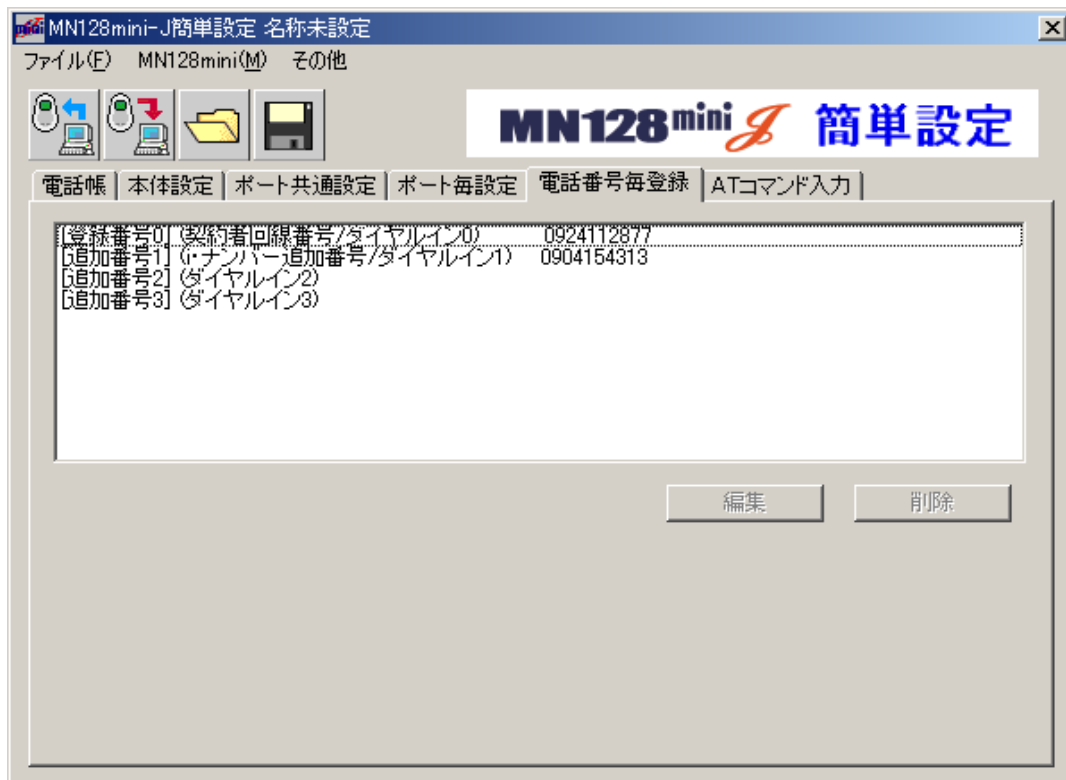 MN128mini-J簡単設定 名称未設定
ファイル(F) MN128mini(M) その他
MN128mini J 簡単設定
電話帳 本体設定 ポート共通設定 ポート毎設定 電話番号毎登録 ATコマンド入力
[登録番号0] (契約者回線番号/ダイヤルイン0) 0924112877
[追加番号1] (i・ナンバー追加番号/ダイヤルイン1) 0904154313
[追加番号2] (ダイヤルイン2)
[追加番号3] (ダイヤルイン3)
編集 削除